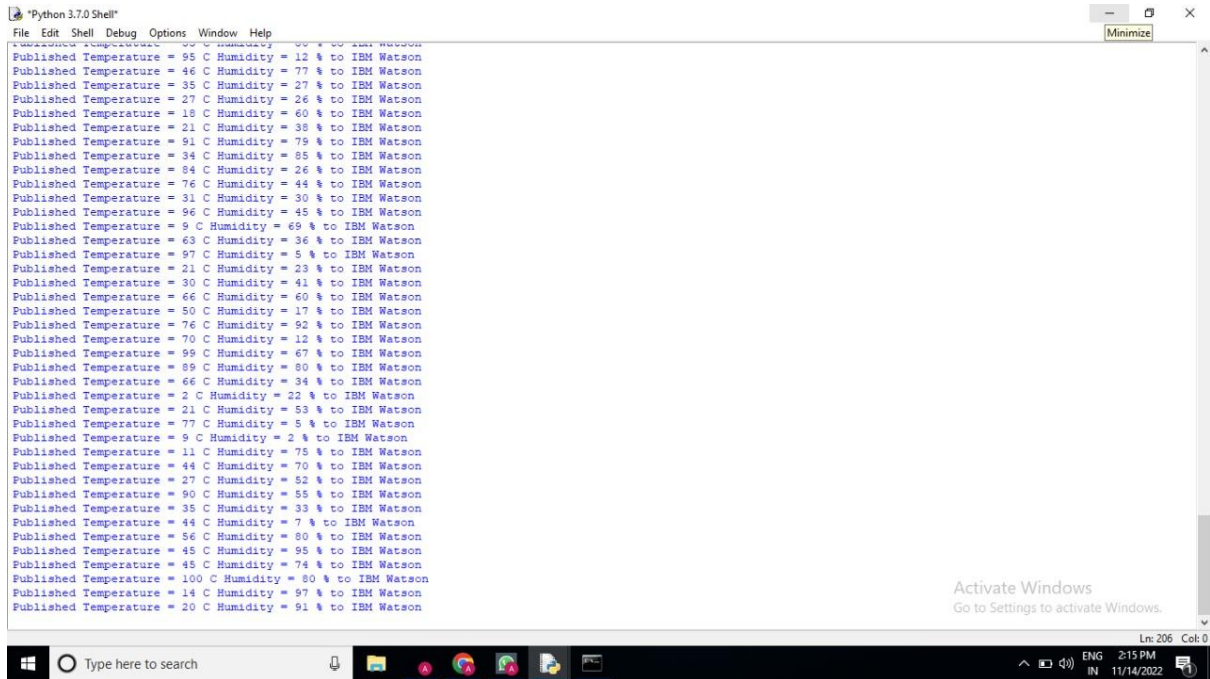 *Python 3.7.0 Shell*
File Edit Shell Debug Options Window Help
Minimize
Published Temperature = 95 C Humidity = 12 % to IBM Watson
Published Temperature = 46 C Humidity = 77 % to IBM Watson
Published Temperature = 35 C Humidity = 27 % to IBM Watson
Published Temperature = 27 C Humidity = 26 % to IBM Watson
Published Temperature = 18 C Humidity = 60 % to IBM Watson
Published Temperature = 21 C Humidity = 38 % to IBM Watson
Published Temperature = 91 C Humidity = 79 % to IBM Watson
Published Temperature = 34 C Humidity = 85 % to IBM Watson
Published Temperature = 84 C Humidity = 26 % to IBM Watson
Published Temperature = 76 C Humidity = 44 % to IBM Watson
Published Temperature = 31 C Humidity = 30 % to IBM Watson
Published Temperature = 96 C Humidity = 45 % to IBM Watson
Published Temperature = 9 C Humidity = 69 % to IBM Watson
Published Temperature = 63 C Humidity = 36 % to IBM Watson
Published Temperature = 97 C Humidity = 5 % to IBM Watson
Published Temperature = 21 C Humidity = 23 % to IBM Watson
Published Temperature = 30 C Humidity = 41 % to IBM Watson
Published Temperature = 66 C Humidity = 60 % to IBM Watson
Published Temperature = 50 C Humidity = 17 % to IBM Watson
Published Temperature = 76 C Humidity = 92 % to IBM Watson
Published Temperature = 70 C Humidity = 12 % to IBM Watson
Published Temperature = 99 C Humidity = 67 % to IBM Watson
Published Temperature = 89 C Humidity = 80 % to IBM Watson
Published Temperature = 66 C Humidity = 34 % to IBM Watson
Published Temperature = 2 C Humidity = 22 % to IBM Watson
Published Temperature = 21 C Humidity = 53 % to IBM Watson
Published Temperature = 77 C Humidity = 5 % to IBM Watson
Published Temperature = 9 C Humidity = 2 % to IBM Watson
Published Temperature = 11 C Humidity = 75 % to IBM Watson
Published Temperature = 44 C Humidity = 70 % to IBM Watson
Published Temperature = 27 C Humidity = 52 % to IBM Watson
Published Temperature = 90 C Humidity = 55 % to IBM Watson
Published Temperature = 35 C Humidity = 33 % to IBM Watson
Published Temperature = 44 C Humidity = 7 % to IBM Watson
Published Temperature = 56 C Humidity = 80 % to IBM Watson
Published Temperature = 45 C Humidity = 95 % to IBM Watson
Published Temperature = 45 C Humidity = 74 % to IBM Watson
Published Temperature = 100 C Humidity = 80 % to IBM Watson
Published Temperature = 14 C Humidity = 97 % to IBM Watson
Published Temperature = 20 C Humidity = 91 % to IBM Watson
Activate Windows
Go to Settings to activate Windows.
Ln: 206 Col: 0
Type here to search
ENG 2:15 PM
IN 11/14/2022